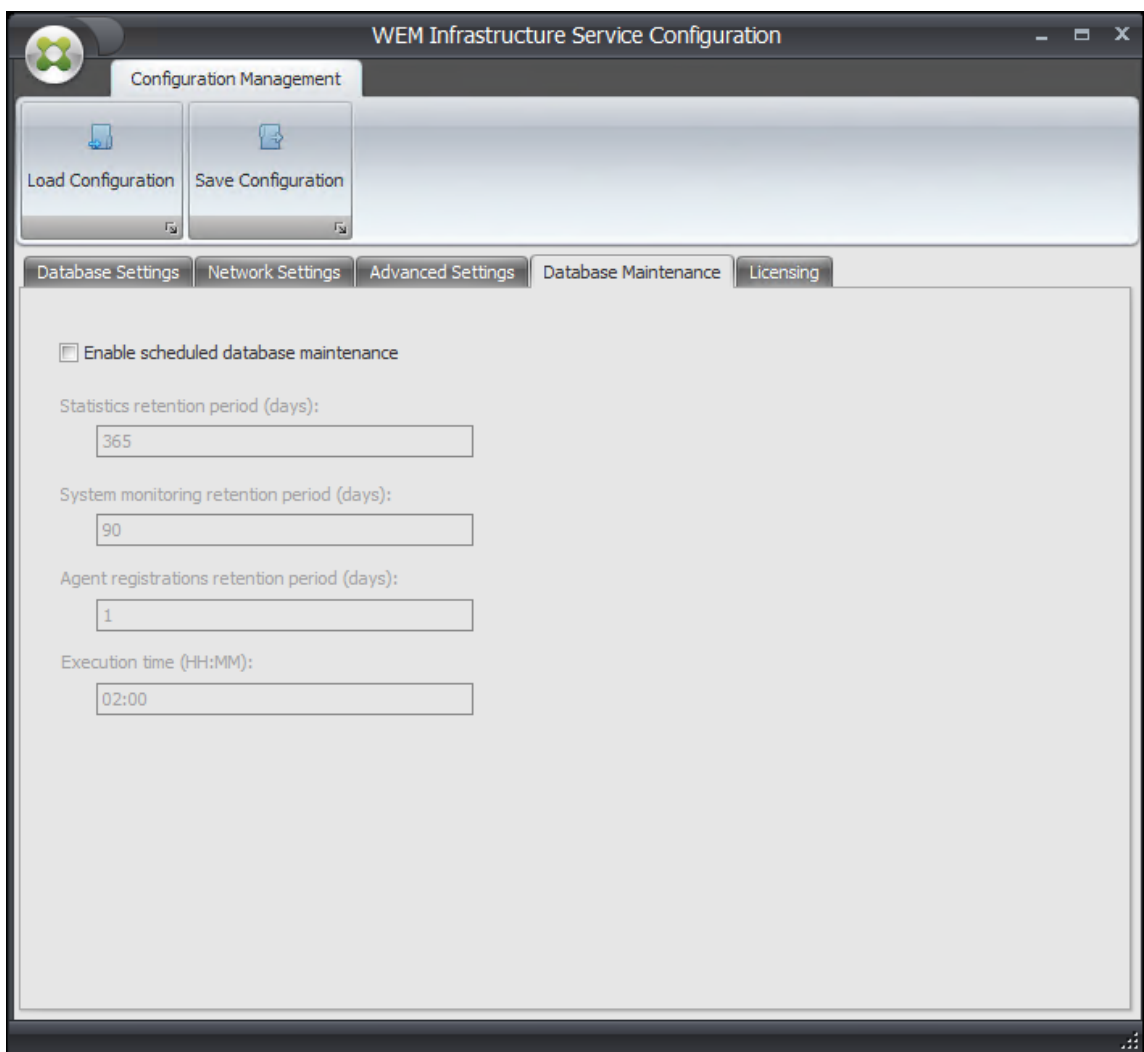 WEM Infrastructure Service Configuration
Configuration Management
Load Configuration
Save Configuration
Database Settings
Network Settings
Advanced Settings
Database Maintenance
Licensing
Enable scheduled database maintenance
Statistics retention period (days):
365
System monitoring retention period (days):
90
Agent registrations retention period (days):
1
Execution time (HH:MM):
02:00